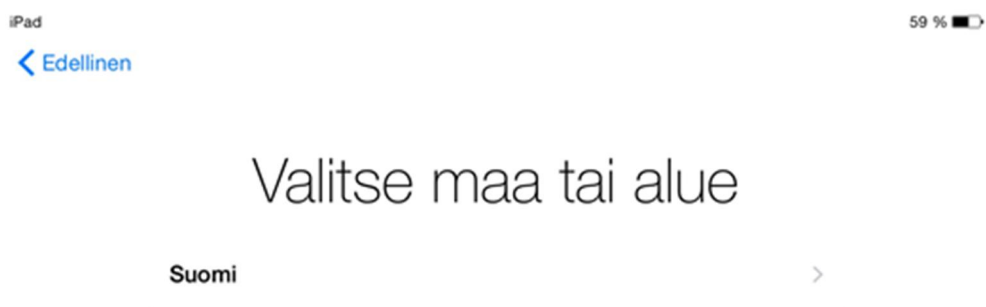 iPad 59 %
Edellinen
Valitse maa tai alue
Suomi